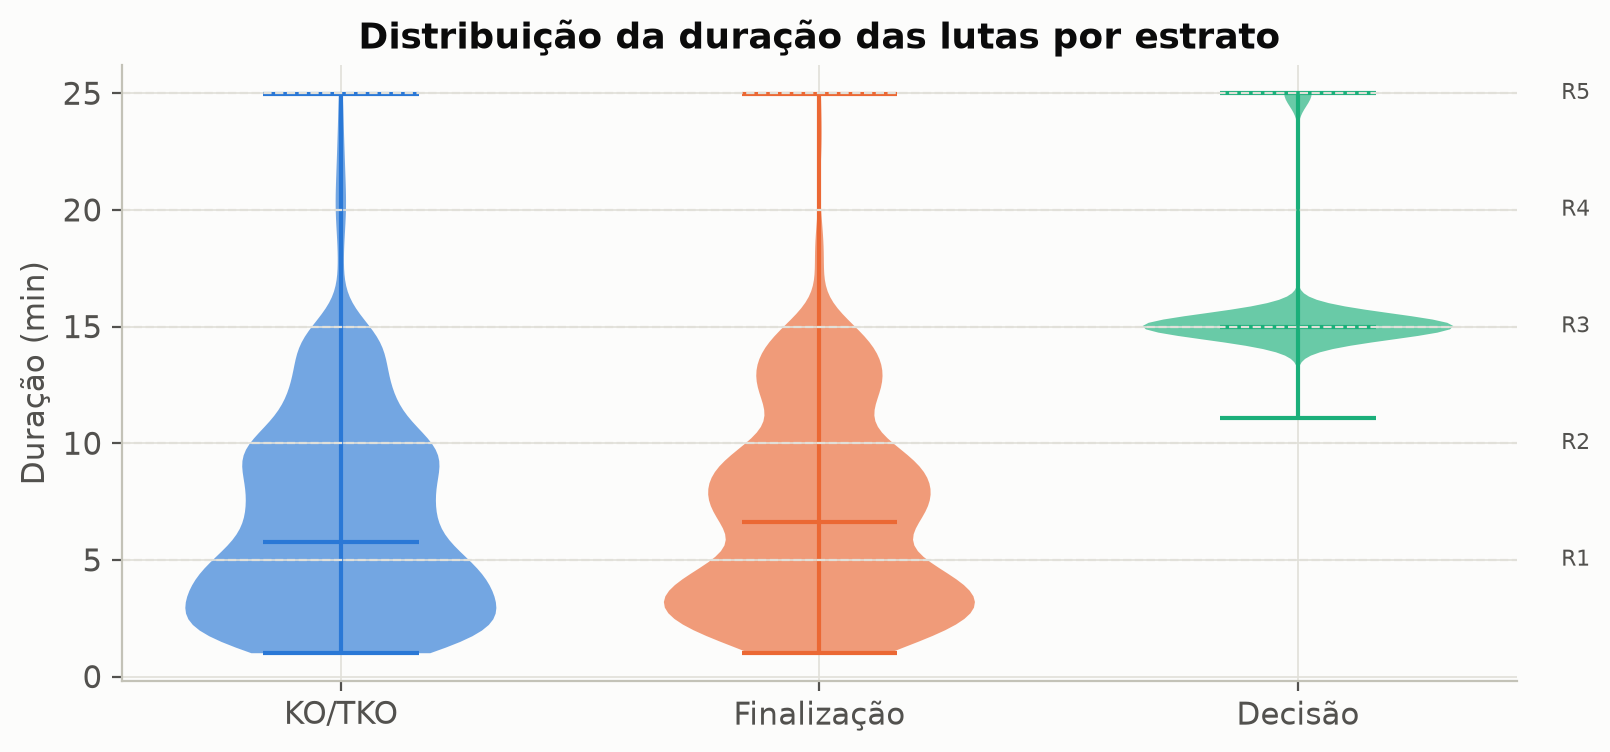 Distribuição da duração das lutas por estrato
Duração (min)
25
20
15
10
5
0
R5
R4
R3
R2
R1
KO/TKO
Finalização
Decisão